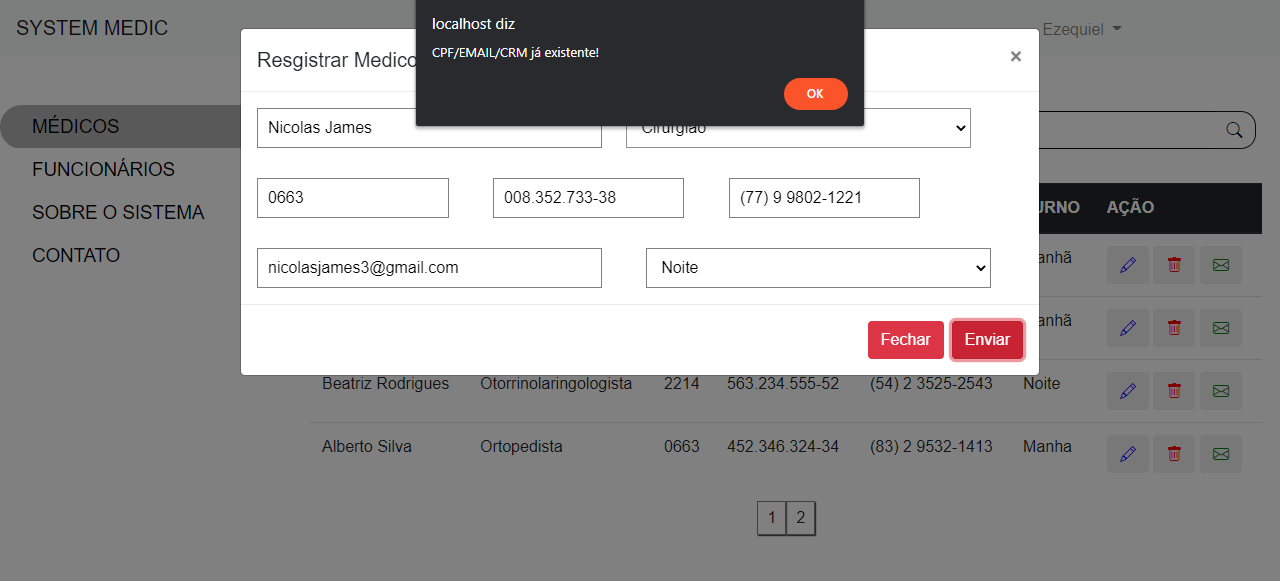 SYSTEM MEDIC
localhost diz
CPF/EMAIL/CRM já existente!
OK
Ezequiel
Resgistrar Medico
×
Nicolas James
Cirurgião
0663
008.352.733-38
(77) 9 9802-1221
nicolasjames3@gmail.com
Noite
Fechar
Enviar
MÉDICOS
FUNCIONÁRIOS
SOBRE O SISTEMA
CONTATO
AÇÃO
Beatriz Rodrigues Otorrinolaringologista 2214 563.234.555-52 (54) 2 3525-2543 Noite
Alberto Silva Ortopedista 0663 452.346.324-34 (83) 2 9532-1413 Manha
1 2